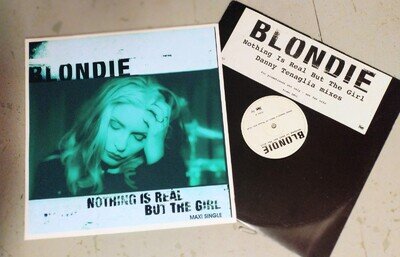 BLONDIE
NOTHING IS REAL
BUT THE GIRL
MAXI SINGLE
BLONDIE
Nothing Is Real But The Girl
Danny Tenaglia mixes
BLONDIE